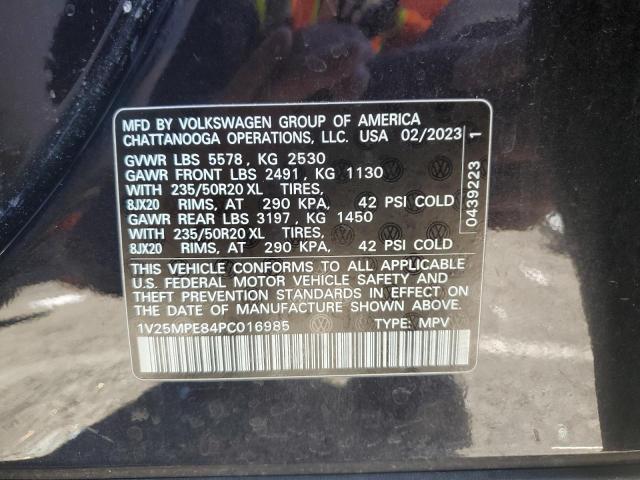 MFD BY VOLKSWAGEN GROUP OF AMERICA
CHATTANOOGA OPERATIONS, LLC. USA 02/2023
GVWR LBS 5578, KG 2530
GAWR FRONT LBS 2491, KG 1130
WITH 235/50R20 XL TIRES,
8JX20 RIMS, AT 290 KPA, 42 PSI COLD
GAWR REAR LBS 3197, KG 1450
WITH 235/50R20 XL TIRES,
8JX20 RIMS, AT 290 KPA, 42 PSI COLD
THIS VEHICLE CONFORMS TO ALL APPLICABLE
U.S. FEDERAL MOTOR VEHICLE SAFETY AND
THEFT PREVENTION STANDARDS IN EFFECT ON
THE DATE OF MANUFACTURE SHOWN ABOVE.
1V25MPE84PC016985 TYPE: MPV
0439223 1